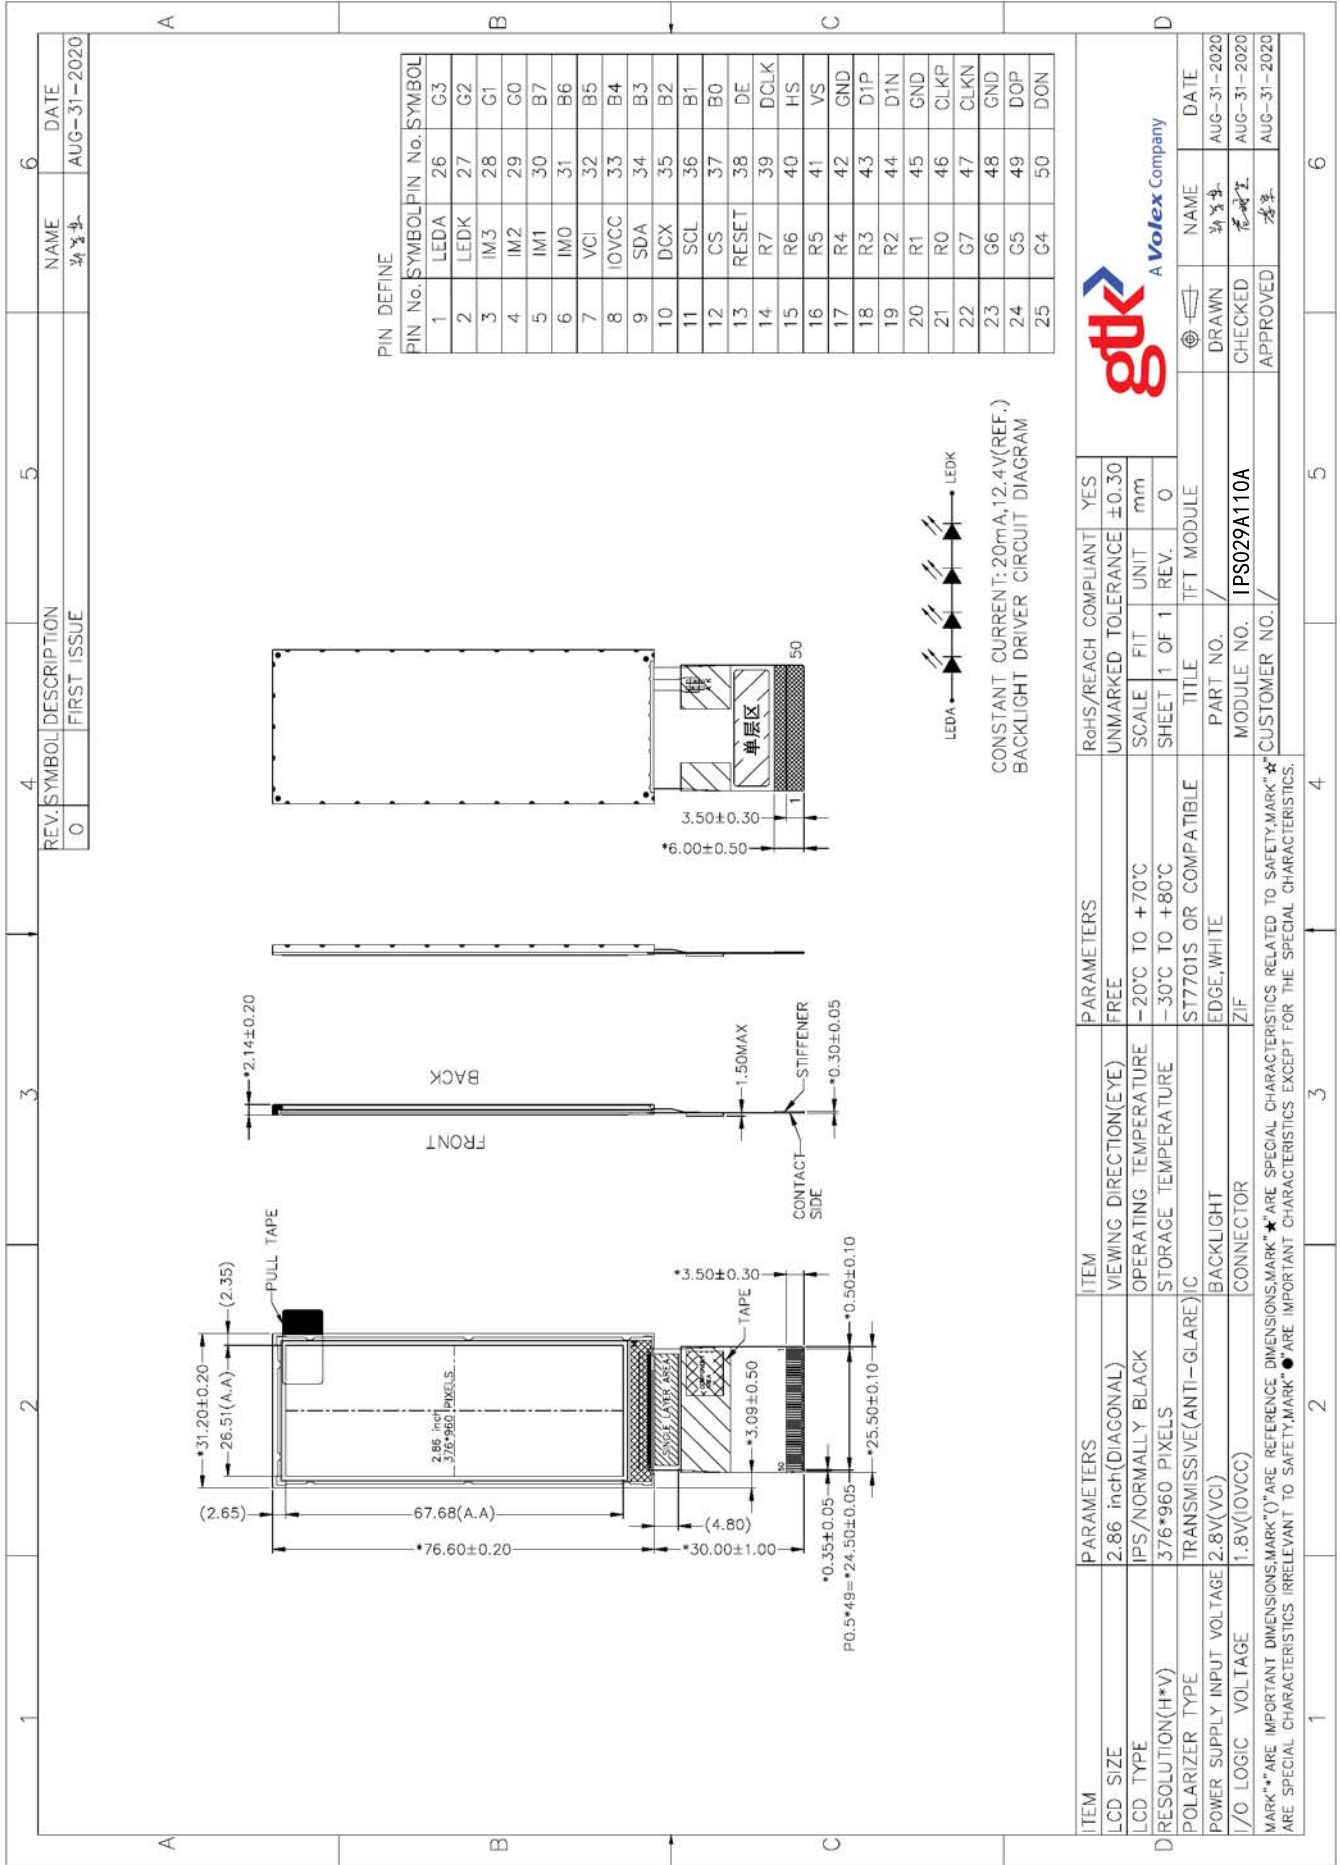 1 2 3 4 5 6
REV. SYMBOL DESCRIPTION NAME DATE
0 FIRST ISSUE AUG-31-2020
A
B
C
D
PIN DEFINE
PIN No. SYMBOL PIN No. SYMBOL
1 LEDA 26 G3
2 LEDK 27 G2
3 IM3 28 G1
4 IM2 29 G0
5 IM1 30 B7
6 IM0 31 B6
7 VCI 32 B5
8 IOVCC 33 B4
9 SDA 34 B3
10 DCX 35 B2
11 SCL 36 B1
12 CS 37 B0
13 RESET 38 DE
14 R7 39 DCLK
15 R6 40 HS
16 R5 41 VS
17 R4 42 GND
18 R3 43 D1P
19 R2 44 D1N
20 R1 45 GND
21 R0 46 CLKP
22 G7 47 CLKN
23 G6 48 GND
24 G5 49 D0P
25 G4 50 D0N
*31.20±0.20
26.51(A.A)
(2.35)
PULL TAPE
(2.65)
67.68(A.A)
*76.60±0.20
2.86 inch
376*960 PIXELS
SINGLE LAYER AREA
(4.80)
*30.00±1.00
*3.50±0.30
TAPE
50
1
*3.09±0.50
*0.50±0.10
*0.35±0.05
P0.5*49=*24.50±0.05
*25.50±0.10
*2.14±0.20
FRONT
BACK
1.50MAX
STIFFENER
CONTACT
SIDE
*0.30±0.05
单层区
3.50±0.30
*6.00±0.50
1
50
LEDA
LEDK
CONSTANT CURRENT: 20mA,12.4V(REF.)
BACKLIGHT DRIVER CIRCUIT DIAGRAM
ITEM PARAMETERS ITEM PARAMETERS
LCD SIZE 2.86 inch(DIAGONAL) VIEWING DIRECTION(EYE) FREE
LCD TYPE IPS/NORMALLY BLACK OPERATING TEMPERATURE -20°C TO +70°C
RESOLUTION(H*V) 376*960 PIXELS STORAGE TEMPERATURE -30°C TO +80°C
POLARIZER TYPE TRANSMISSIVE(ANTI-GLARE) IC ST7701S OR COMPATIBLE
POWER SUPPLY INPUT VOLTAGE 2.8V(VCI) BACKLIGHT EDGE,WHITE
I/O LOGIC VOLTAGE 1.8V(IOVCC) CONNECTOR ZIF
MARK"*"ARE IMPORTANT DIMENSIONS,MARK"()"ARE REFERENCE DIMENSIONS,MARK"★"ARE SPECIAL CHARACTERISTICS RELATED TO SAFETY,MARK"☆"
ARE SPECIAL CHARACTERISTICS IRRELEVANT TO SAFETY,MARK"●"ARE IMPORTANT CHARACTERISTICS EXCEPT FOR THE SPECIAL CHARACTERISTICS.
RoHS/REACH COMPLIANT YES
UNMARKED TOLERANCE ±0.30
SCALE FIT UNIT mm
SHEET 1 OF 1 REV. 0
TITLE TFT MODULE
PART NO. /
MODULE NO. IPS029A110A
CUSTOMER NO. /
gtk
A Volex Company
NAME DATE
DRAWN AUG-31-2020
CHECKED AUG-31-2020
APPROVED AUG-31-2020
1 2 3 4 5 6
A
B
C
D